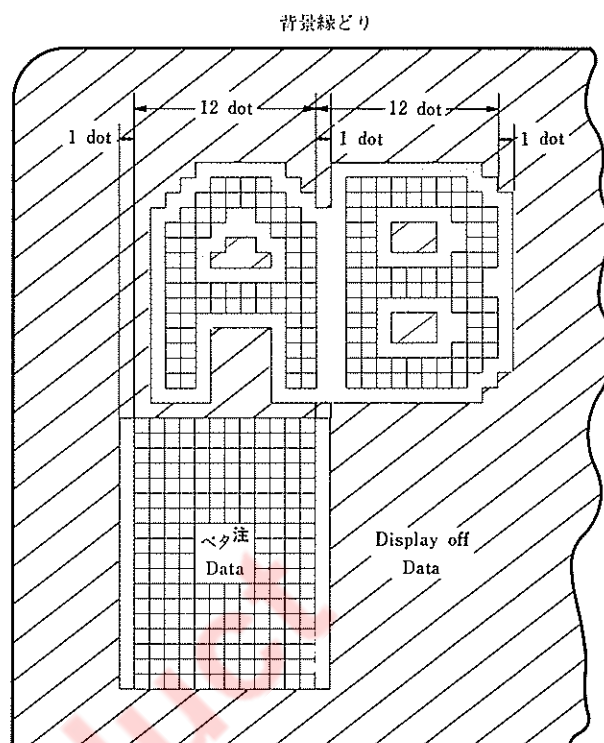 背景縁どり
12 dot 12 dot
1 dot 1 dot 1 dot
AB
ベタ注
Data
Display off
Data